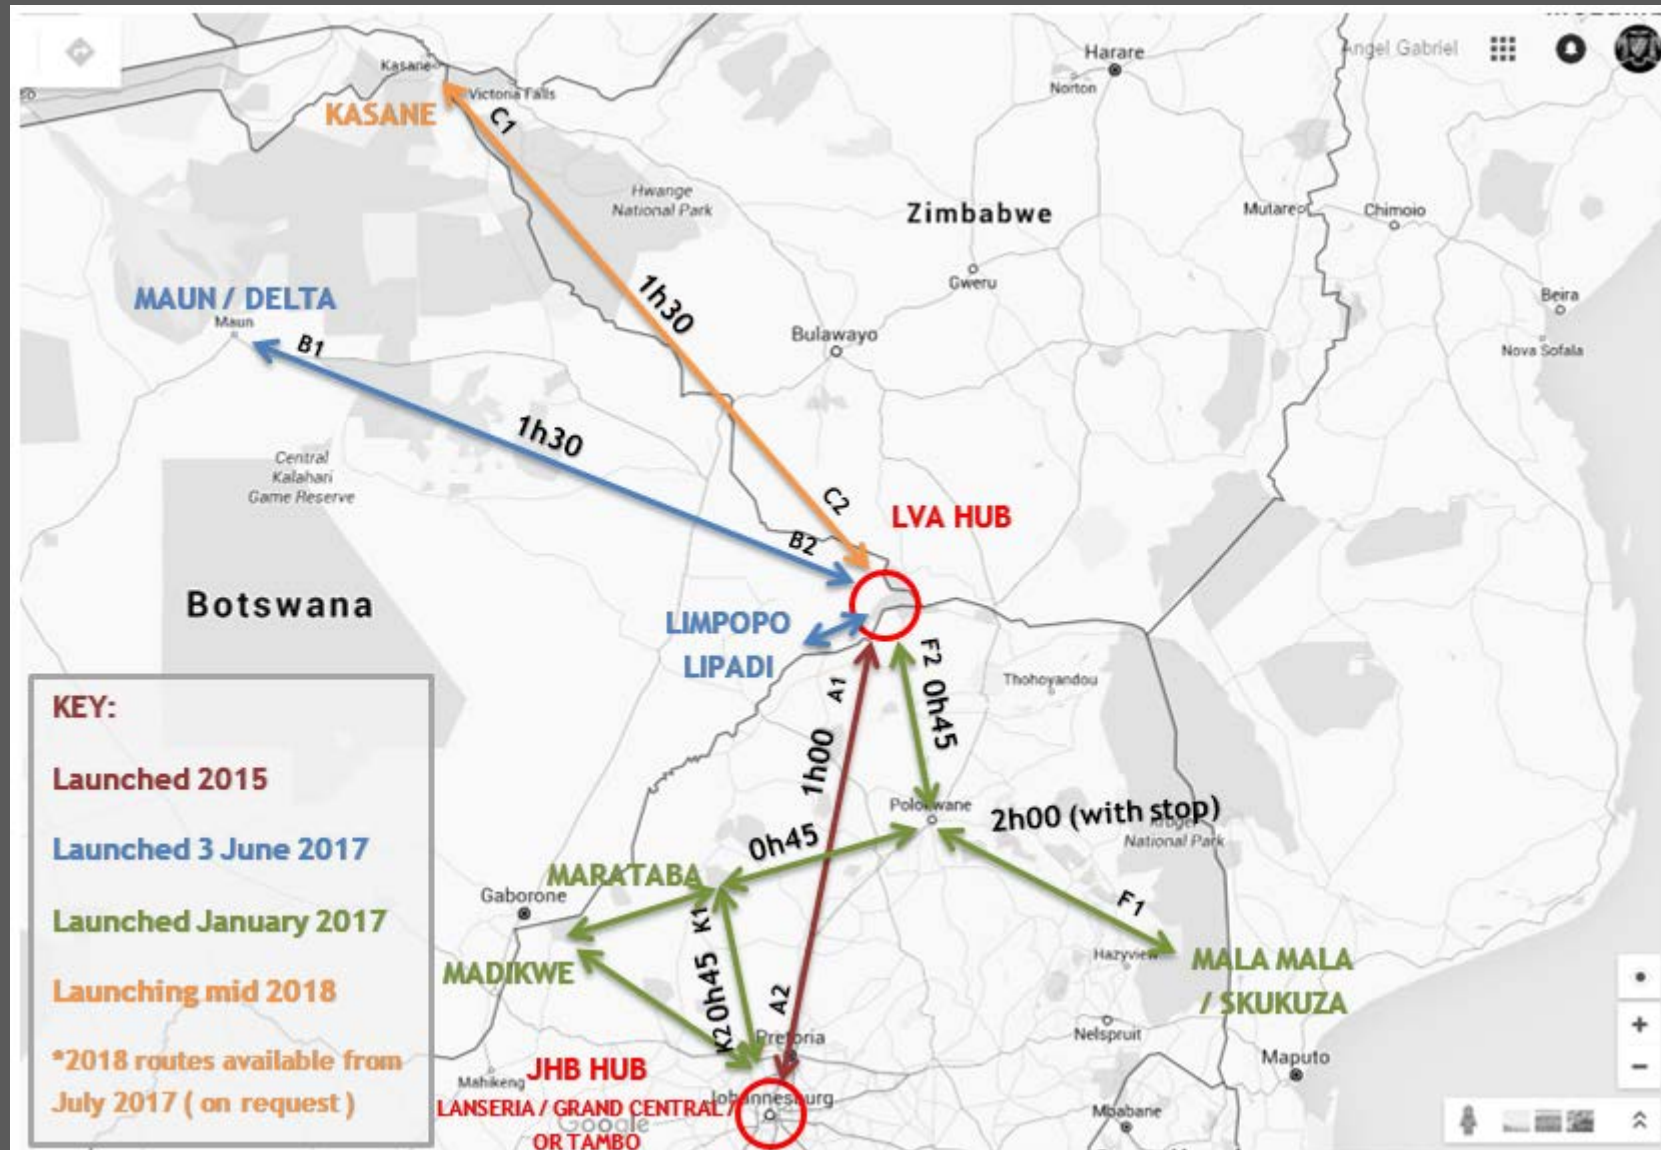 Angel Gabriel
Harare
Kasane
Norton
Victoria Falls
KASANE
C1
Hwange
National Park
Zimbabwe
Mutare
Chimoio
1h30
Gweru
MAUN / DELTA
Maun
Beira
B1
Bulawayo
Nova Sofala
1h30
Central
Kalahari
Game Reserve
C2
LVA HUB
B2
Botswana
LIMPOPO
LIPADI
F2 0h45
Thohoyandou
A1
1h00
KEY:
Launched 2015
Launched 3 June 2017
Launched January 2017
Launching mid 2018
*2018 routes available from
July 2017 ( on request )
2h00 (with stop)
National Park
0h45
MARATABA
Gaborone
F1
K2 0h45 K1
MADIKWE
Hazyview
MALA MALA
/ SKUKUZA
A2
Pretoria
Nelspruit
Maputo
JHB HUB
Mahikeng
LANSERIA / GRAND CENTRAL /
OR TAMBO
Johannesburg
Google
Mbabane